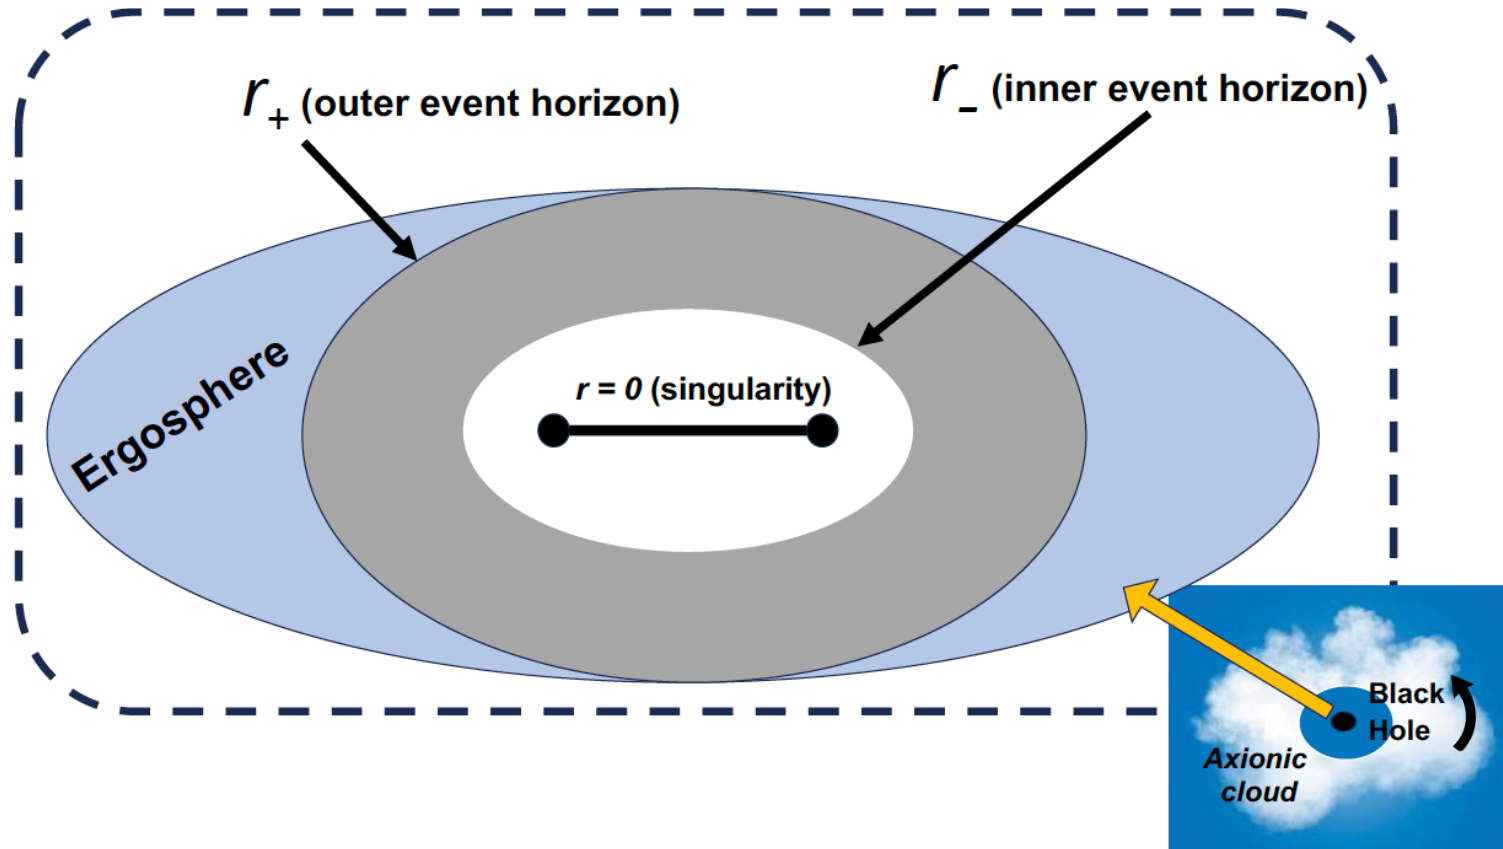 r+ (outer event horizon)
r- (inner event horizon)
r = 0 (singularity)
Ergosphere
Black
Hole
Axionic
cloud